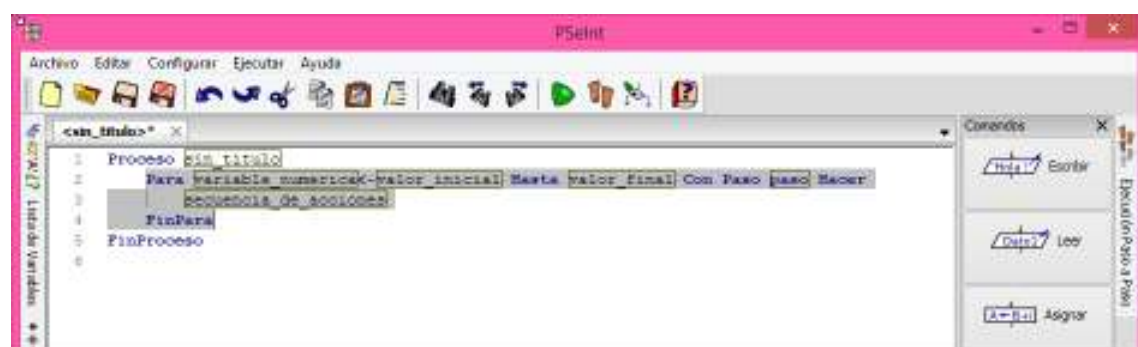 PSeInt
Archivo Editar Configurar Ejecutar Ayuda
<sin_titulo>* ×
Comandos X
1 Proceso sin_titulo
2 Para variable_numerica<-valor_inicial Hasta valor_final Con Paso paso Hacer
3 secuencia_de_acciones
4 FinPara
5 FinProceso
6
Escribir
Leer
A←B+1 Asignar
Lista de Variables
Ejecución Paso a Paso